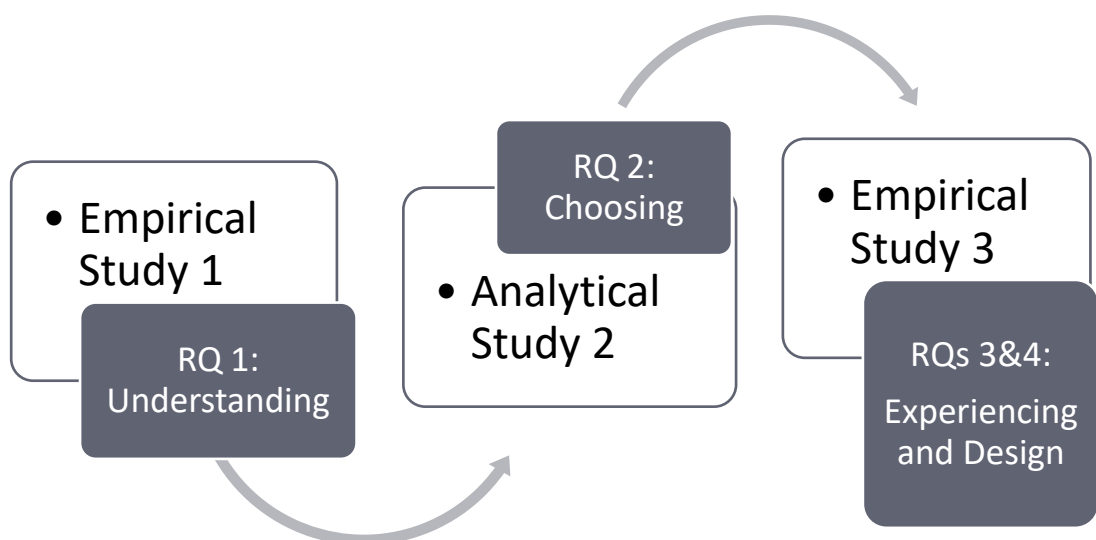 • Empirical
Study 1
RQ 1:
Understanding
RQ 2:
Choosing
• Analytical
Study 2
• Empirical
Study 3
RQs 3&4:
Experiencing
and Design